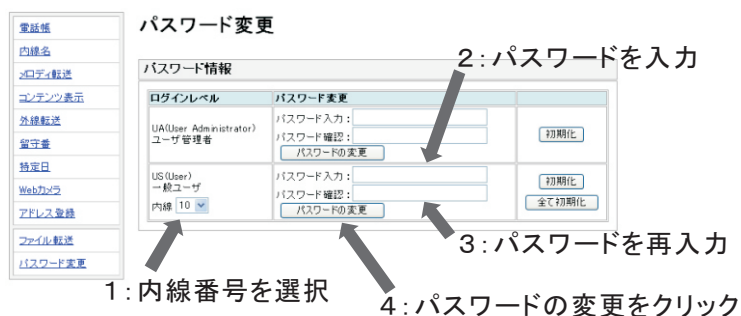 電話帳
内線名
メロディ転送
コンテンツ表示
外線転送
留守番
特定日
Webカメラ
アドレス登録
ファイル転送
パスワード変更
パスワード変更
パスワード情報
ログインレベル パスワード変更
UA(User Administrator)
ユーザ管理者
パスワード入力:
パスワード確認:
パスワードの変更
初期化
US(User)
一般ユーザ
内線 10
パスワード入力:
パスワード確認:
パスワードの変更
初期化
全て初期化
1:内線番号を選択
2:パスワードを入力
3:パスワードを再入力
4:パスワードの変更をクリック